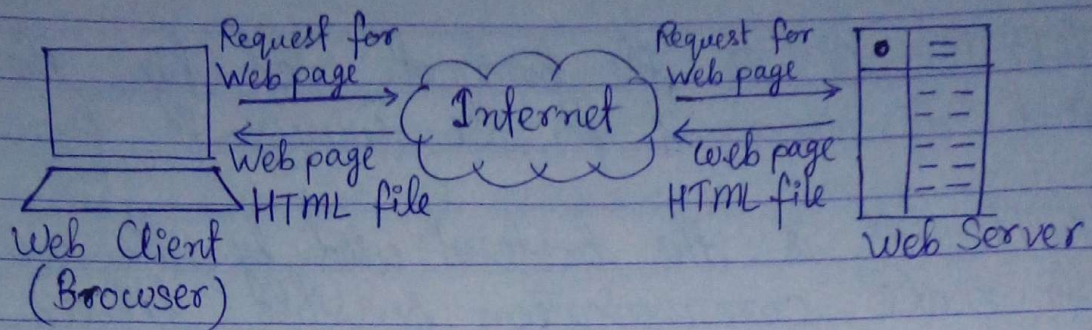 Request for
Web page
Web page
HTML file
Web Client
(Browser)
Internet
Request for
Web page
Web page
HTML file
Web Server